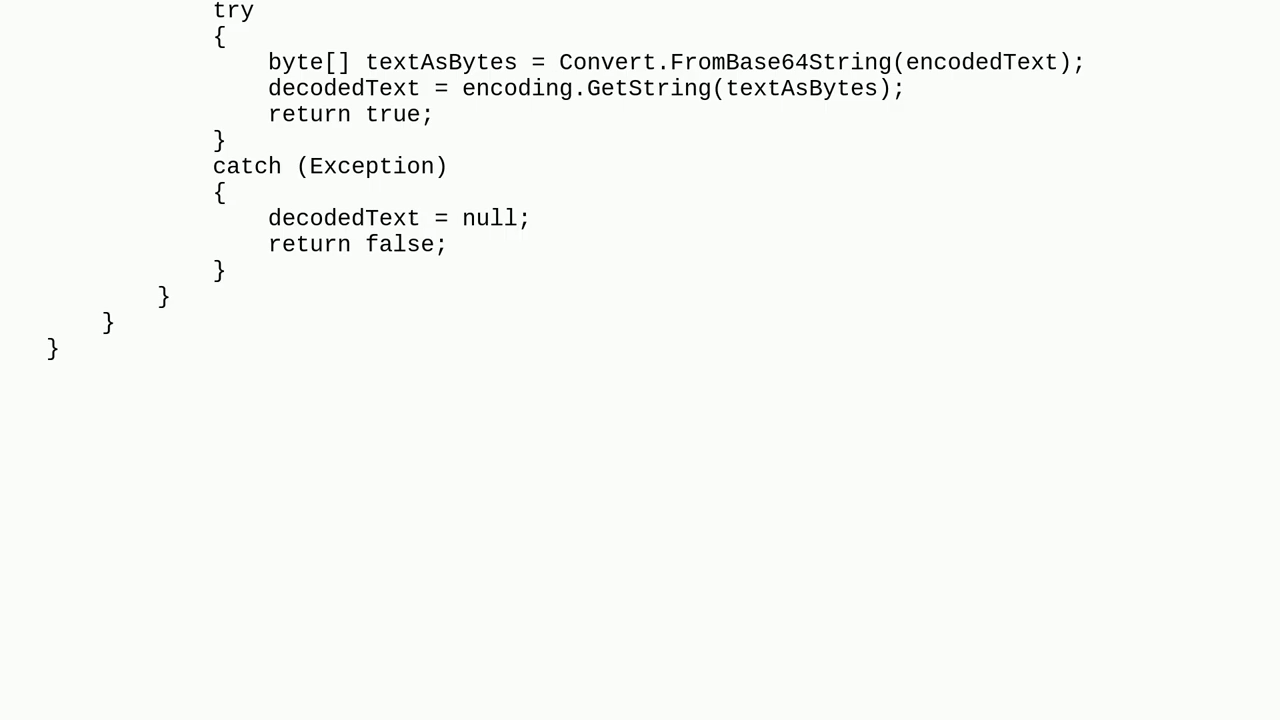 try
            {
                byte[] textAsBytes = Convert.FromBase64String(encodedText);
                decodedText = encoding.GetString(textAsBytes);
                return true;
            }
            catch (Exception)
            {
                decodedText = null;
                return false;
            }
        }
    }
}